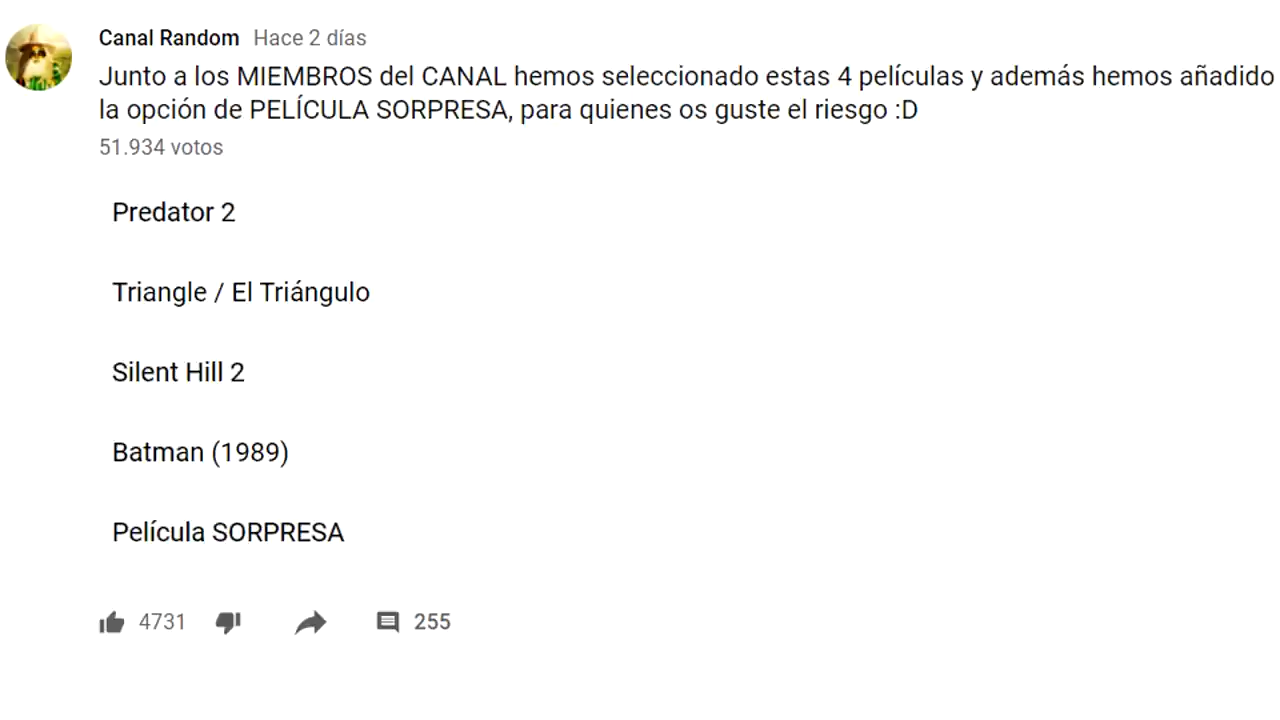 Canal Random Hace 2 días
Junto a los MIEMBROS del CANAL hemos seleccionado estas 4 películas y además hemos añadido
la opción de PELÍCULA SORPRESA, para quienes os guste el riesgo :D
51.934 votos
Predator 2
Triangle / El Triángulo
Silent Hill 2
Batman (1989)
Película SORPRESA
4731 255